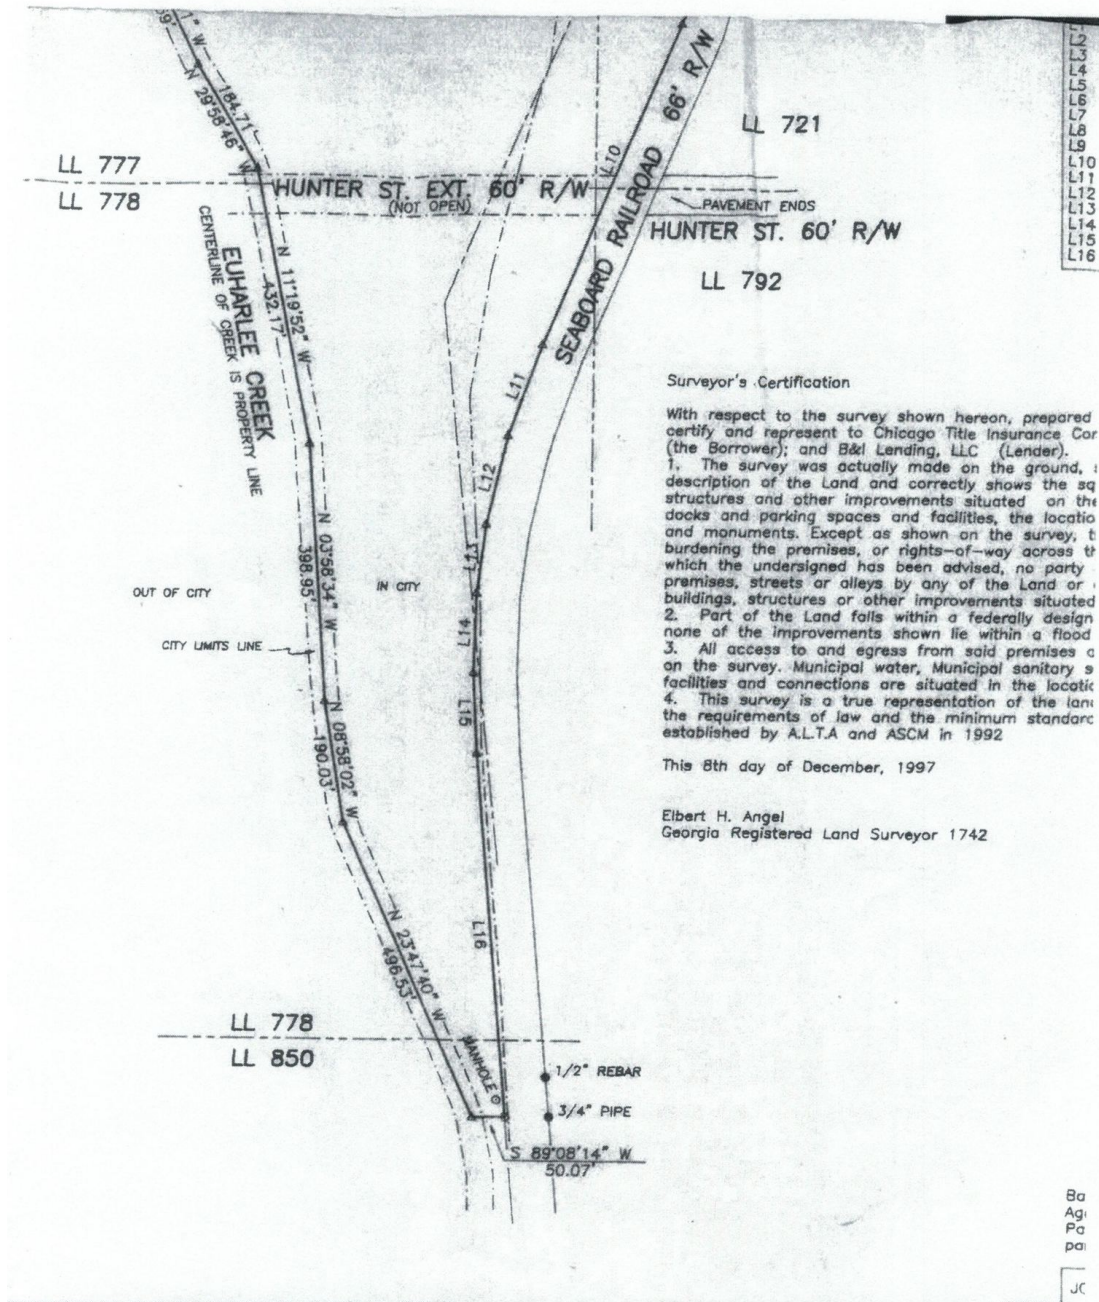 184.71'
N 29°58'46" W
LL 777
LL 778
HUNTER ST. EXT. 60' R/W
(NOT OPEN)
L10
SEABOARD RAILROAD 66' R/W
LL 721
PAVEMENT ENDS
HUNTER ST. 60' R/W
LL 792
N 11°19'52" W
432.17'
EUHARLEE CREEK
CENTERLINE OF CREEK IS PROPERTY LINE
L11
L12
L13
L14
L15
L16
N 03°58'34" W
398.95'
OUT OF CITY
IN CITY
CITY LIMITS LINE
N 08°58'02" W
190.03'
N 23°47'40" W
496.53'
LL 778
LL 850
MANHOLE
1/2" REBAR
3/4" PIPE
S 89°08'14" W
50.07'
L2
L3
L4
L5
L6
L7
L8
L9
L10
L11
L12
L13
L14
L15
L16
Surveyor's Certification
With respect to the survey shown hereon, prepared
certify and represent to Chicago Title Insurance Cor
(the Borrower); and B&I Lending, LLC (Lender).
1. The survey was actually made on the ground,
description of the Land and correctly shows the sq
structures and other improvements situated on the
docks and parking spaces and facilities, the locatio
and monuments. Except as shown on the survey, t
burdening the premises, or rights-of-way across th
which the undersigned has been advised, no party
premises, streets or alleys by any of the Land or
buildings, structures or other improvements situated
2. Part of the Land falls within a federally design
none of the improvements shown lie within a flood
3. All access to and egress from said premises a
on the survey. Municipal water, Municipal sanitary s
facilities and connections are situated in the locatio
4. This survey is a true representation of the land
the requirements of law and the minimum standard
established by A.L.T.A and ASCM in 1992
This 8th day of December, 1997
Elbert H. Angel
Georgia Registered Land Surveyor 1742
Ba
Ag
Pa
pa